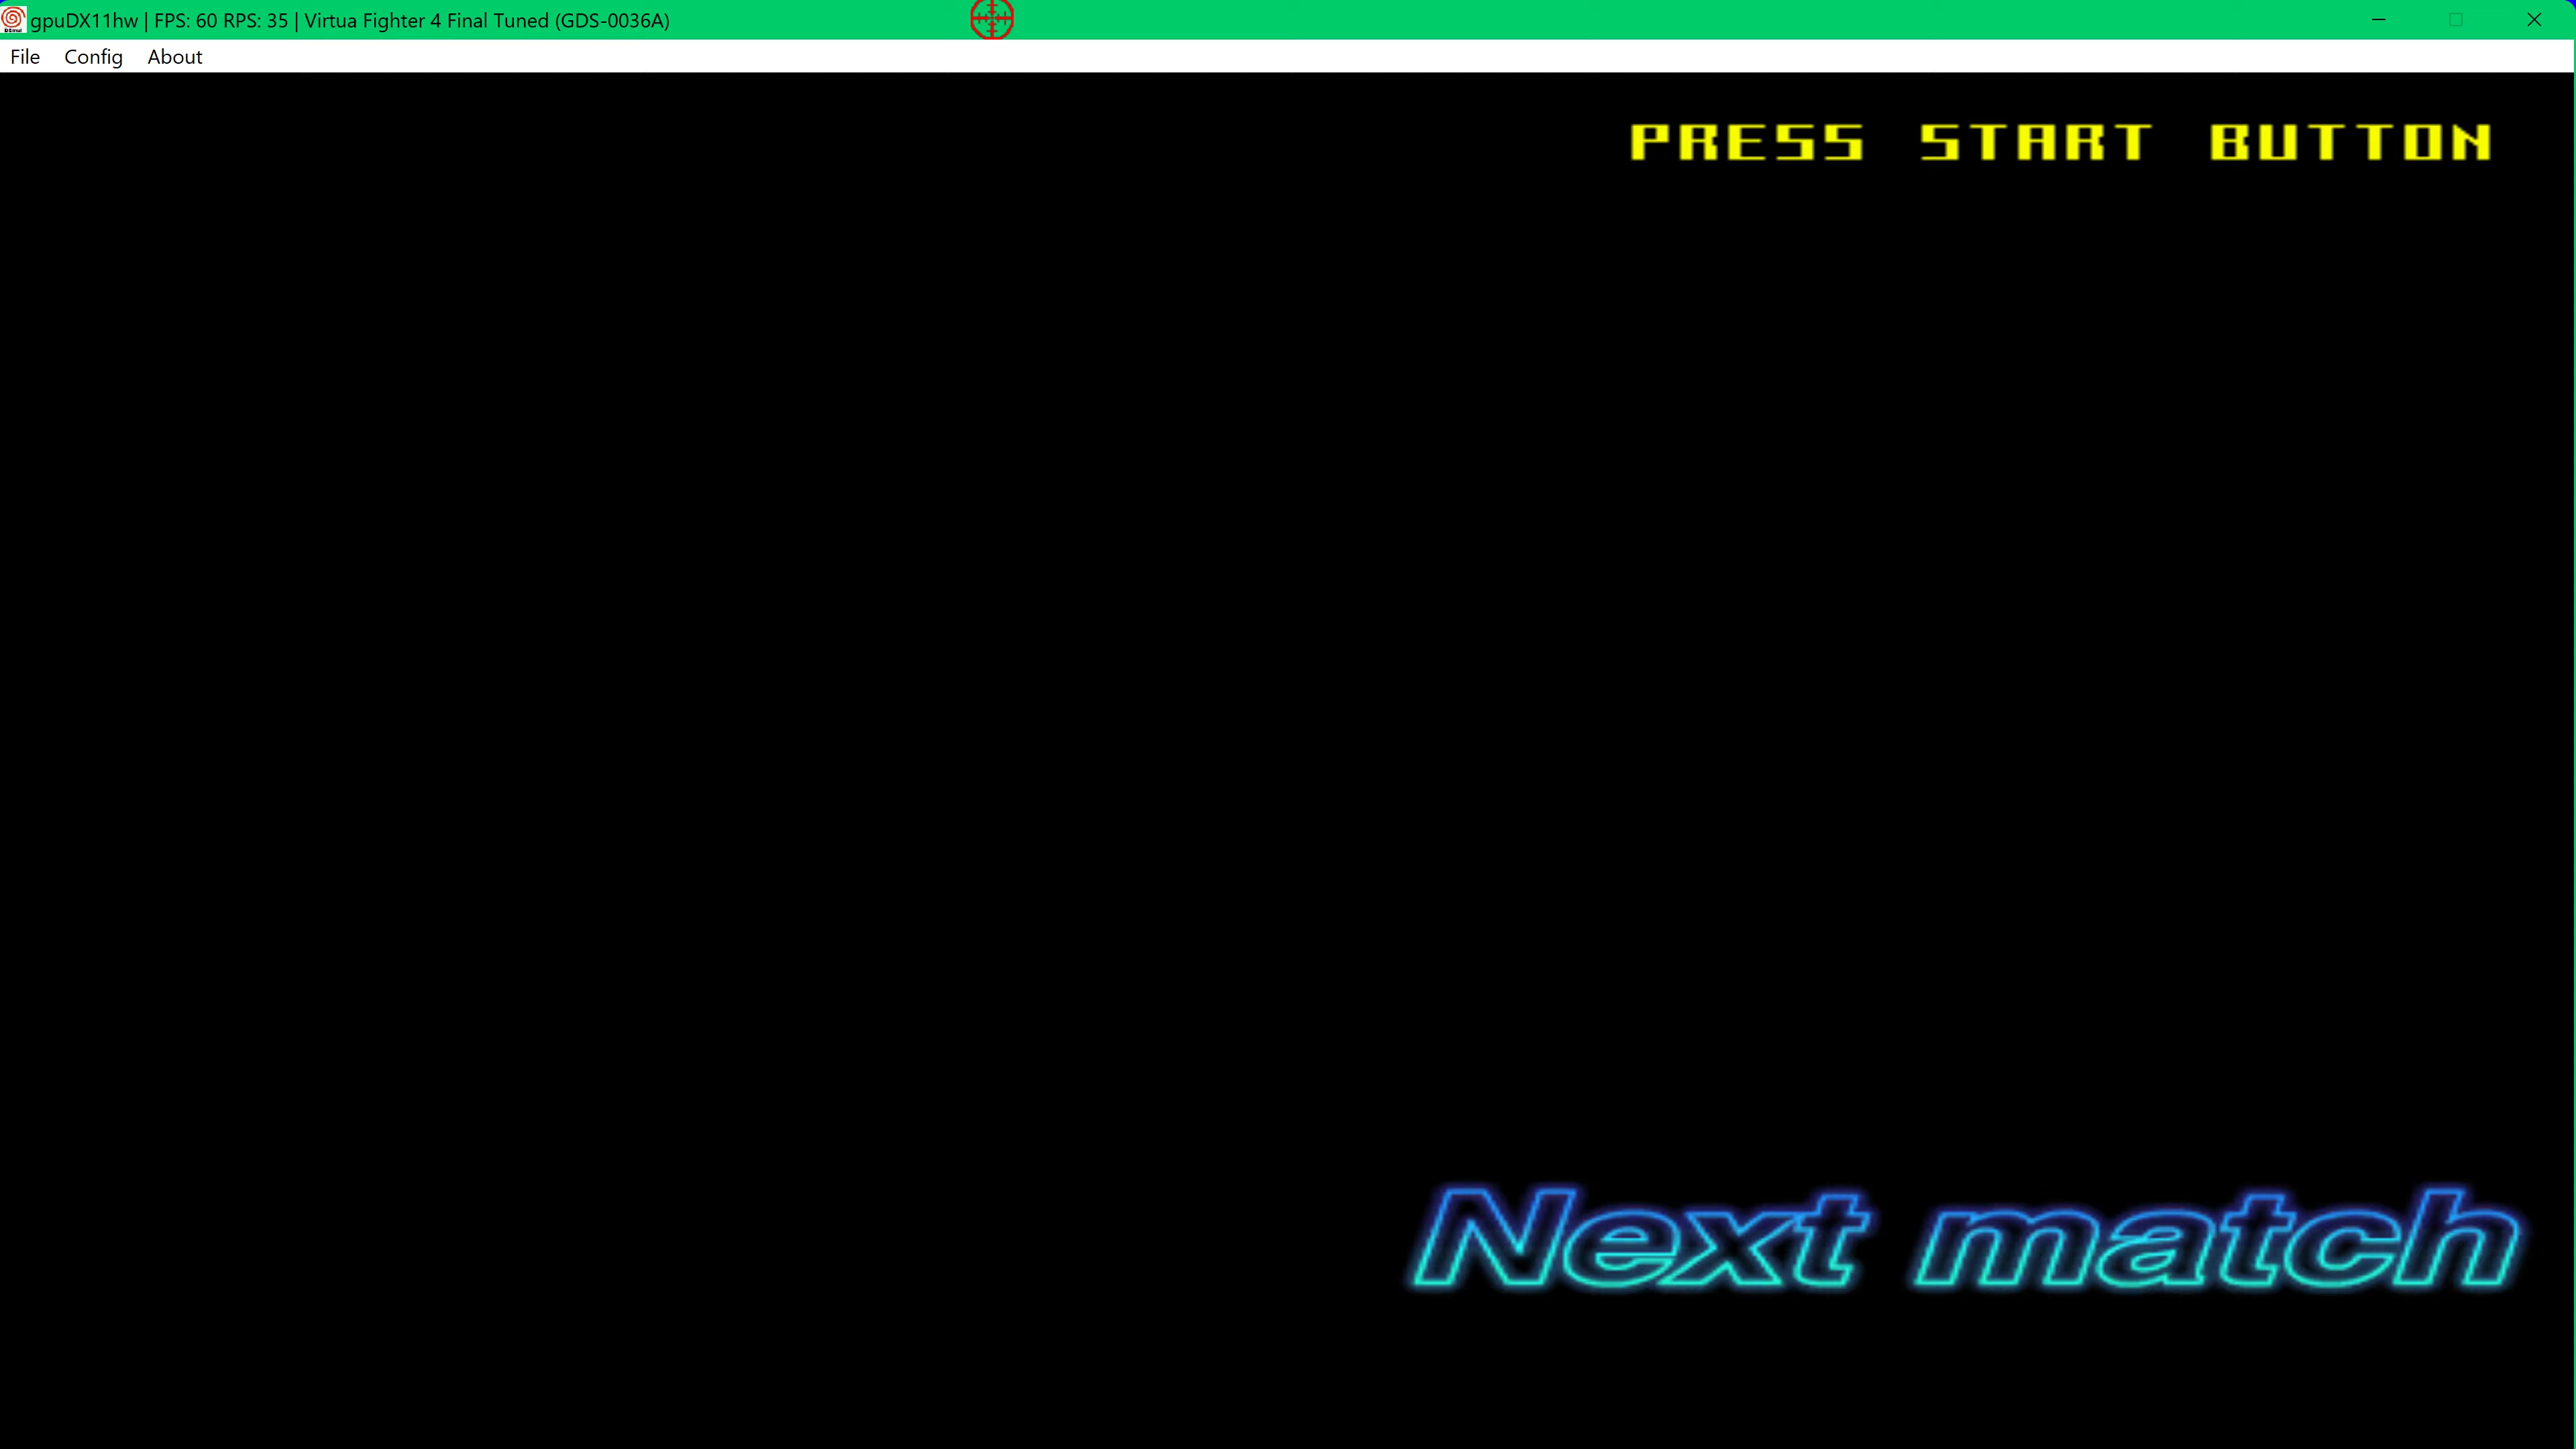 gpuDX11hw | FPS: 60 RPS: 35 | Virtua Fighter 4 Final Tuned (GDS-0036A)
File Config About
PRESS START BUTTON
Next match